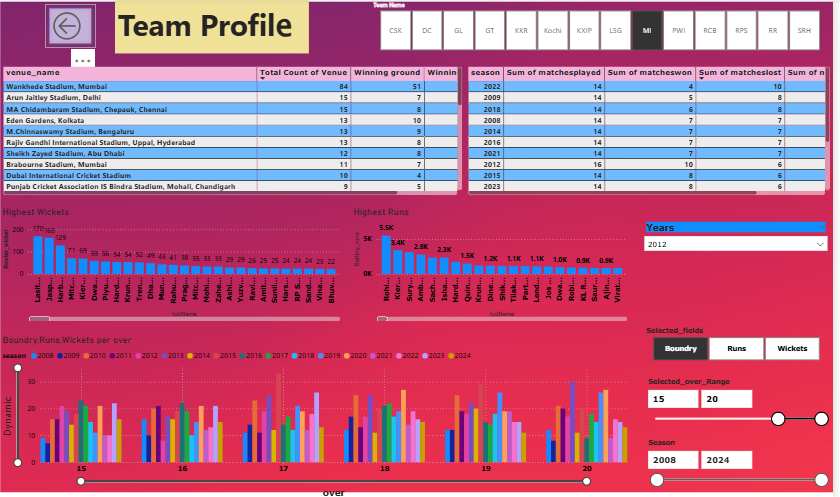 Team Name
Team Profile
CSK DC GL GT KKR Kochi KXIP LSG MI PWI RCB RPS RR SRH
...
venue_name Total Count of Venue Winning ground Winnin
Wankhede Stadium, Mumbai 84 51
Arun Jaitley Stadium, Delhi 15 7
MA Chidambaram Stadium, Chepauk, Chennai 15 8
Eden Gardens, Kolkata 13 10
M.Chinnaswamy Stadium, Bengaluru 13 9
Rajiv Gandhi International Stadium, Uppal, Hyderabad 13 8
Sheikh Zayed Stadium, Abu Dhabi 12 8
Brabourne Stadium, Mumbai 11 7
Dubai International Cricket Stadium 10 4
Punjab Cricket Association IS Bindra Stadium, Mohali, Chandigarh 9 5
season Sum of matchesplayed Sum of matcheswon Sum of matcheslost Sum of n
2022 14 4 10
2009 14 5 8
2018 14 6 8
2008 14 7 7
2014 14 7 7
2016 14 7 7
2021 14 7 7
2012 16 10 6
2015 14 8 6
2023 14 8 6
Highest Wickets
200
100
0
170 129 71 69 59 56 54 54 52 49 43 41 38 35 33 33 29 29 26 25 25 24 24 23 22
Lasit... Jasp... Harb... Mitc... Kier... Dwa... Piyu... Hard... Krun... Tren... Dha... Mun... Rahu... Prag... Mitc... Mohi... Zahe... Ashi... Yuzv... Ravi... Amit... Sunil... Hars... RP S... Sand... Vina... Bhuv...
fullName
Highest Runs
5K
0K
5.5K 3.4K 2.8K 2.3K 1.5K 1.2K 1.1K 1.1K 1.0K 0.9K 0.9K
Rohi... Kier... Sury... Amb... Sach... Isha... Hard... Quin... Krun... Dine... Shik... Tilak... Part... Lend... Jos ... Dwa... Robi... KL R... Saur... Ajin... Virat...
fullName
Years
2012
Boundry,Runs,Wickets per over
season 2008 2009 2010 2011 2012 2013 2014 2015 2016 2017 2018 2019 2020 2021 2022 2023 2024
Dynamic
30
20
10
0
15 16 17 18 19 20
over
Selected_fields
Boundry Runs Wickets
Selected_over_Range
15 20
Season
2008 2024